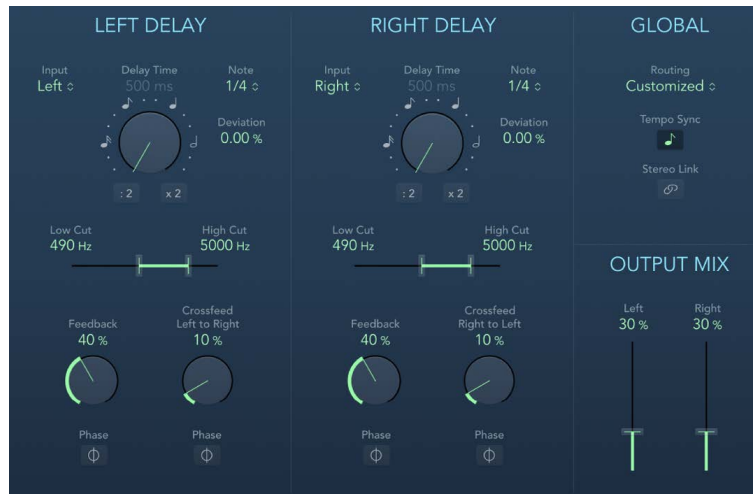 LEFT DELAY
Input
Left
Delay Time
500 ms
Note
1/4
Deviation
0.00 %
: 2
x 2
Low Cut
490 Hz
High Cut
5000 Hz
Feedback
40 %
Crossfeed
Left to Right
10 %
Phase
Phase
RIGHT DELAY
Input
Right
Delay Time
500 ms
Note
1/4
Deviation
0.00 %
: 2
x 2
Low Cut
490 Hz
High Cut
5000 Hz
Feedback
40 %
Crossfeed
Right to Left
10 %
Phase
Phase
GLOBAL
Routing
Customized
Tempo Sync
Stereo Link
OUTPUT MIX
Left
30 %
Right
30 %